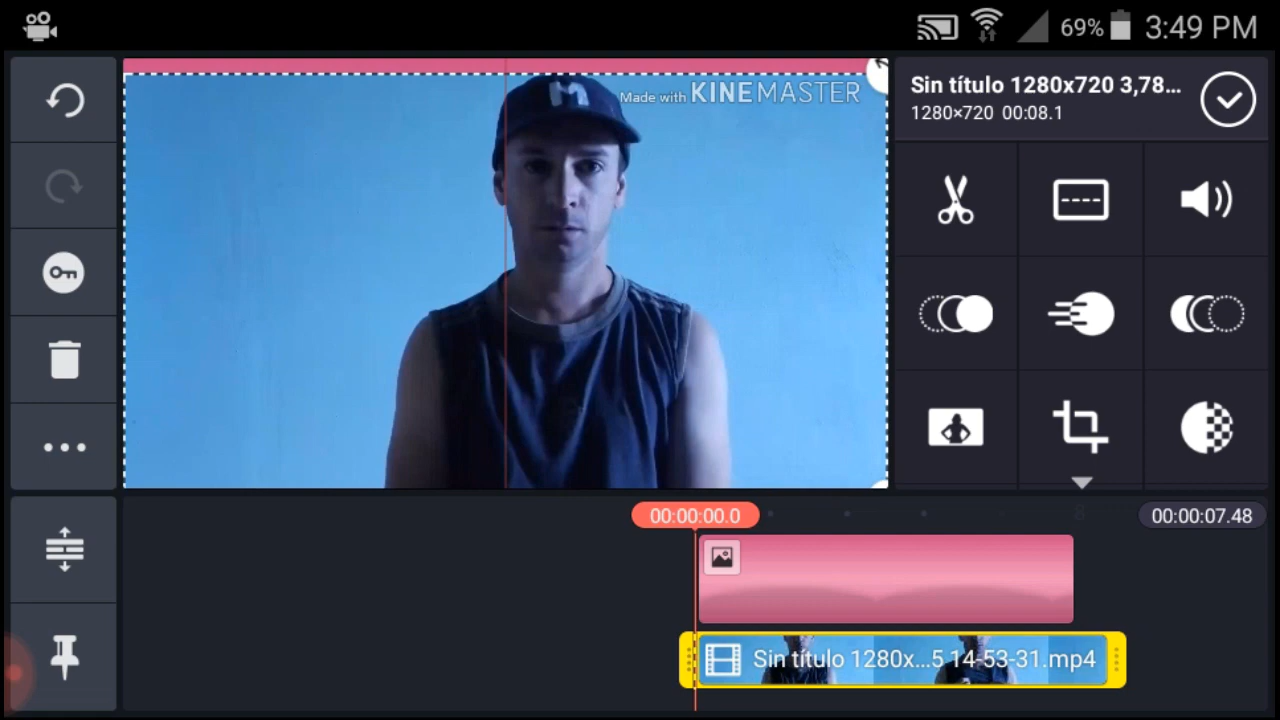 69% 3:49 PM
Made with KINEMASTER
M
Sin título 1280x720 3,78...
1280×720 00:08.1
00:00:00.0
8
00:00:07.48
Sin título 1280x...5 14-53-31.mp4